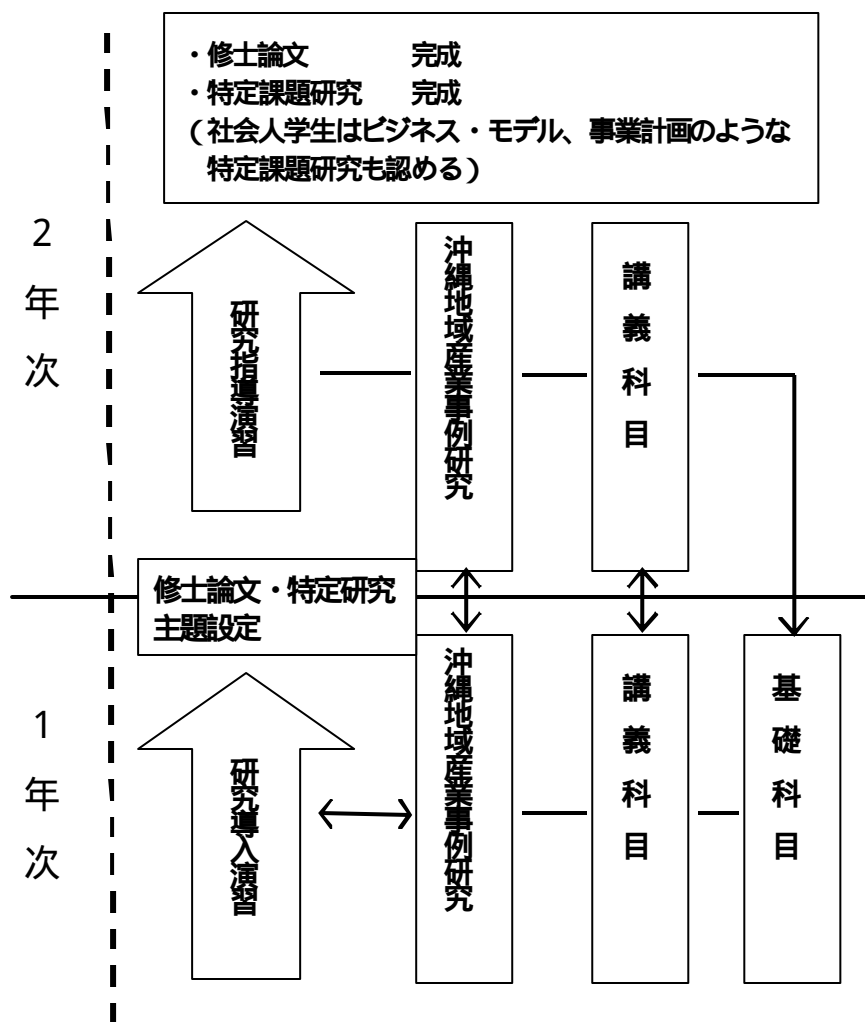 ・修士論文　完成
・特定課題研究　完成
（社会人学生はビジネス・モデル、事業計画のような
特定課題研究も認める）
2年次
研究指導演習
沖縄地域産業事例研究
講義科目
修士論文・特定研究
主題設定
1年次
研究導入演習
沖縄地域産業事例研究
講義科目
基礎科目